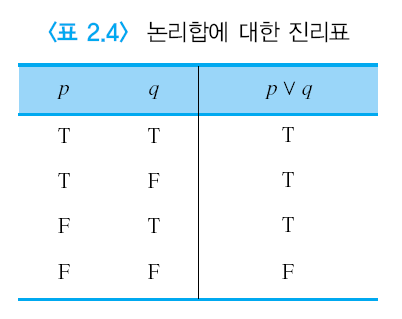 〈표 2.4〉 논리합에 대한 진리표
p q p ∨ q
T T T
T F T
F T T
F F F